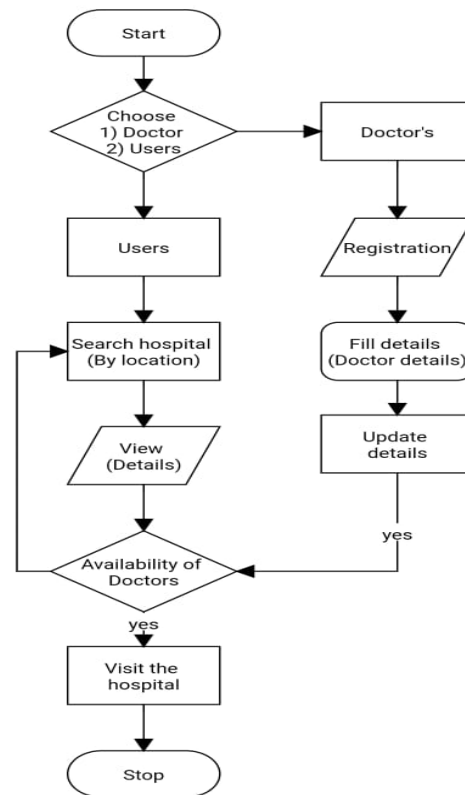 Start
Choose
1) Doctor
2) Users
Doctor's
Users
Registration
Search hospital
(By location)
Fill details
(Doctor details)
View
(Details)
Update
details
yes
Availability of
Doctors
yes
Visit the
hospital
Stop